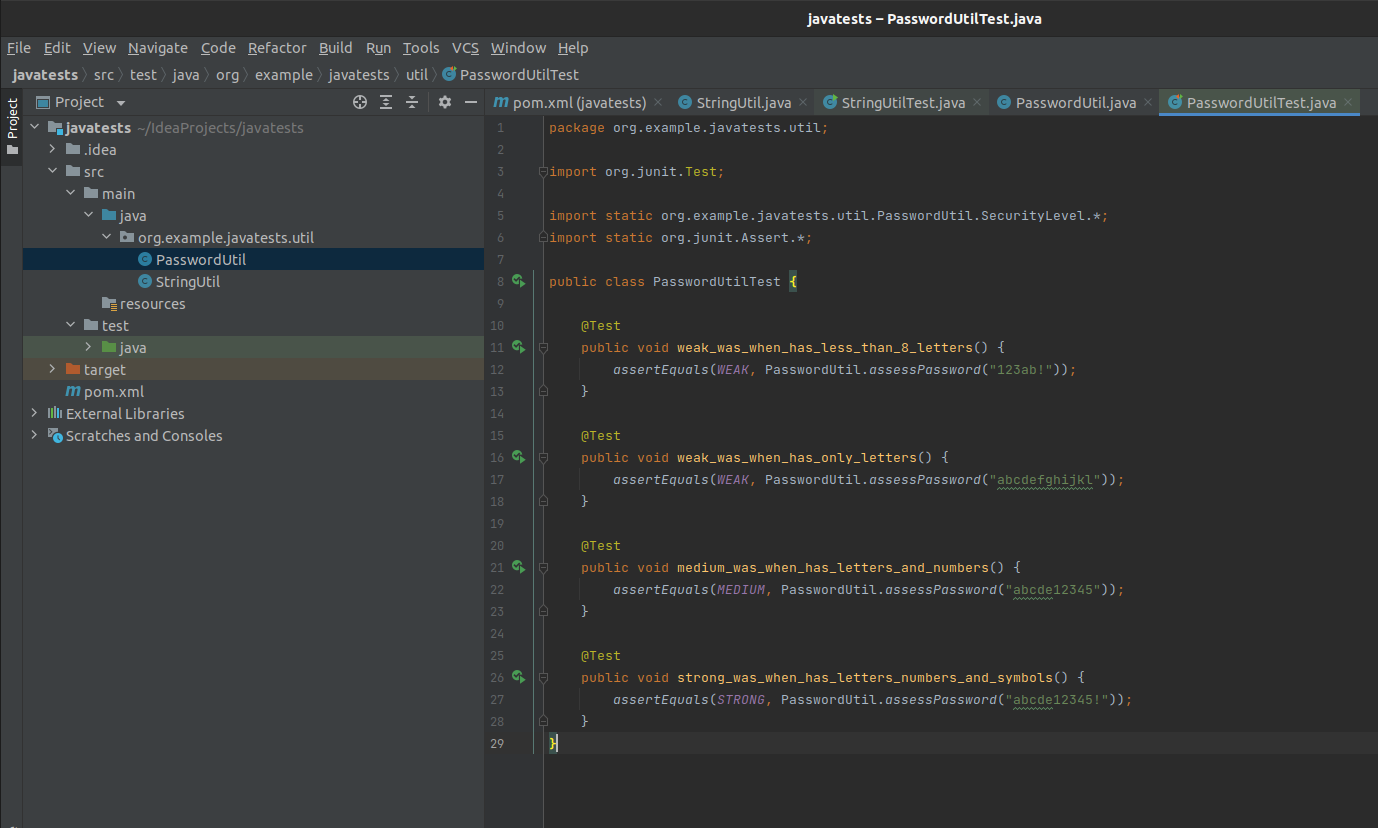 javatests – PasswordUtilTest.java
File Edit View Navigate Code Refactor Build Run Tools VCS Window Help
javatests src test java org example javatests util PasswordUtilTest
Project
Project
pom.xml (javatests) StringUtil.java StringUtilTest.java PasswordUtil.java PasswordUtilTest.java
javatests ~/IdeaProjects/javatests
.idea
src
main
java
org.example.javatests.util
PasswordUtil
StringUtil
resources
test
java
target
pom.xml
External Libraries
Scratches and Consoles
1 package org.example.javatests.util;
2
3 import org.junit.Test;
4
5 import static org.example.javatests.util.PasswordUtil.SecurityLevel.*;
6 import static org.junit.Assert.*;
7
8 public class PasswordUtilTest {
9
10 @Test
11 public void weak_was_when_has_less_than_8_letters() {
12 assertEquals(WEAK, PasswordUtil.assessPassword("123ab!"));
13 }
14
15 @Test
16 public void weak_was_when_has_only_letters() {
17 assertEquals(WEAK, PasswordUtil.assessPassword("abcdefghijkl"));
18 }
19
20 @Test
21 public void medium_was_when_has_letters_and_numbers() {
22 assertEquals(MEDIUM, PasswordUtil.assessPassword("abcde12345"));
23 }
24
25 @Test
26 public void strong_was_when_has_letters_numbers_and_symbols() {
27 assertEquals(STRONG, PasswordUtil.assessPassword("abcde12345!"));
28 }
29 }